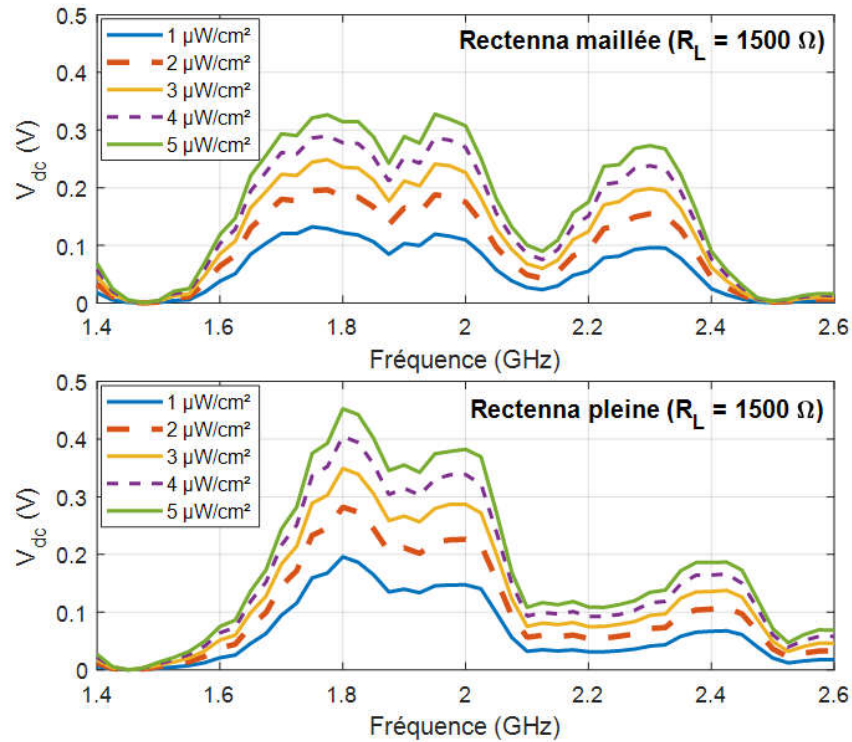 0.5
Rectenna maillée (R_L = 1500 Ω)
1 µW/cm²
2 µW/cm²
3 µW/cm²
4 µW/cm²
5 µW/cm²
0.4
0.3
0.2
0.1
0
V_dc (V)
1.4 1.6 1.8 2 2.2 2.4 2.6
Fréquence (GHz)
0.5
Rectenna pleine (R_L = 1500 Ω)
1 µW/cm²
2 µW/cm²
3 µW/cm²
4 µW/cm²
5 µW/cm²
0.4
0.3
0.2
0.1
0
V_dc (V)
1.4 1.6 1.8 2 2.2 2.4 2.6
Fréquence (GHz)